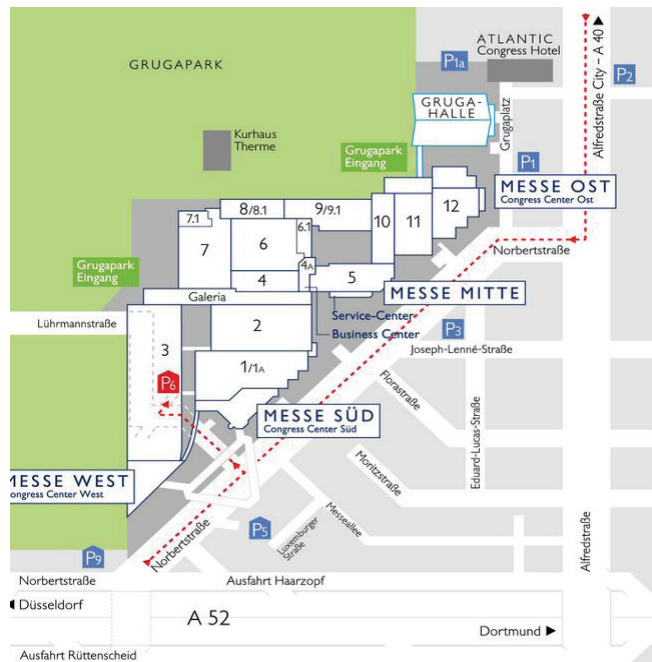 ATLANTIC
Congress Hotel
Alfredstraße City – A 40 ▲
GRUGAPARK
P1a
P2
GRUGA-
HALLE
Grugaplatz
Kurhaus
Therme
Grugapark
Eingang
P1
MESSE OST
Congress Center Ost
8/8.1
9/9.1
10
11
12
7.1
6.1
7
6
4A
4
5
Norbertstraße
Grugapark
Eingang
Galeria
MESSE MITTE
Service-Center
Business Center
Lührmannstraße
3
2
P3
Joseph-Lenné-Straße
1/1A
P6
Florastraße
Eduard-Lucas-Straße
MESSE SÜD
Congress Center Süd
Moritzstraße
MESSE WEST
Congress Center West
Messeallee
Luxemburger
Straße
P5
Norbertstraße
Alfredstraße
P9
Norbertstraße
Ausfahrt Haarzopf
◀ Düsseldorf
A 52
Dortmund ▶
Ausfahrt Rüttenscheid